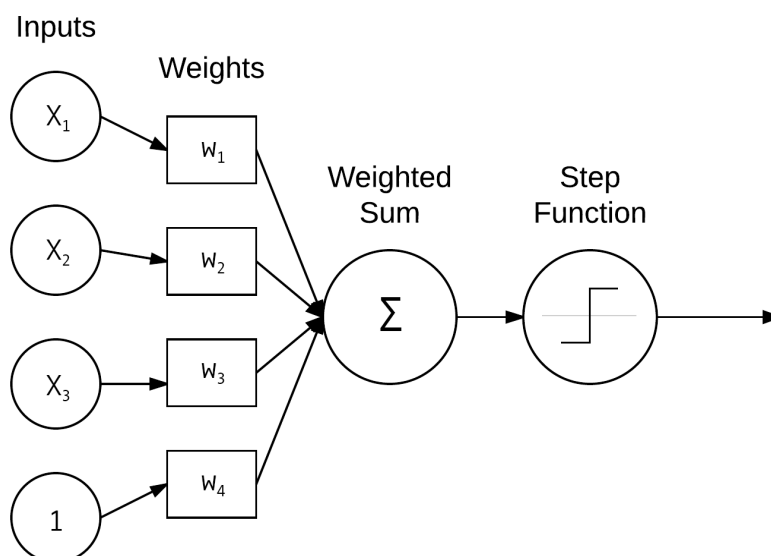 Inputs
Weights
X₁
w₁
Weighted
Sum
Step
Function
X₂
w₂
Σ
X₃
w₃
w₄
1